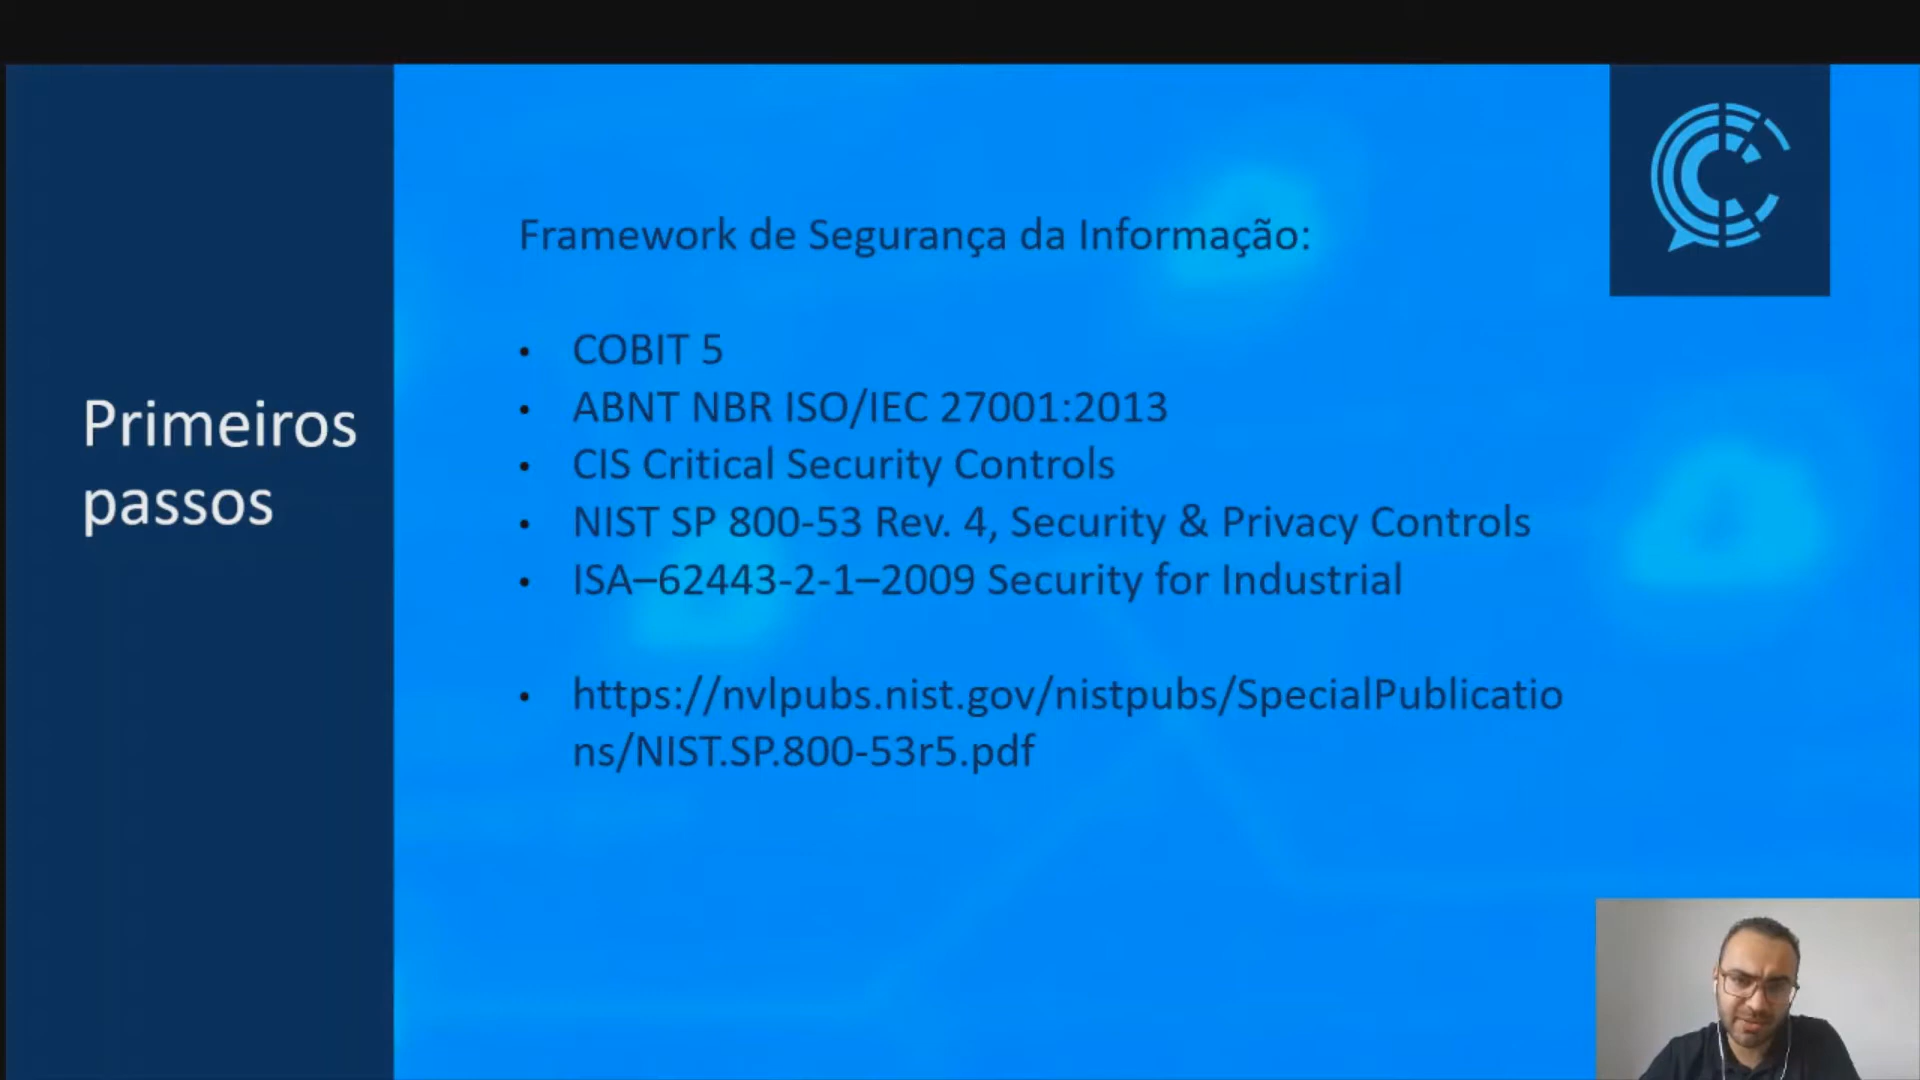 Primeiros
passos
Framework de Segurança da Informação:
• COBIT 5
• ABNT NBR ISO/IEC 27001:2013
• CIS Critical Security Controls
• NIST SP 800-53 Rev. 4, Security & Privacy Controls
• ISA–62443-2-1–2009 Security for Industrial
• https://nvlpubs.nist.gov/nistpubs/SpecialPublicatio
ns/NIST.SP.800-53r5.pdf